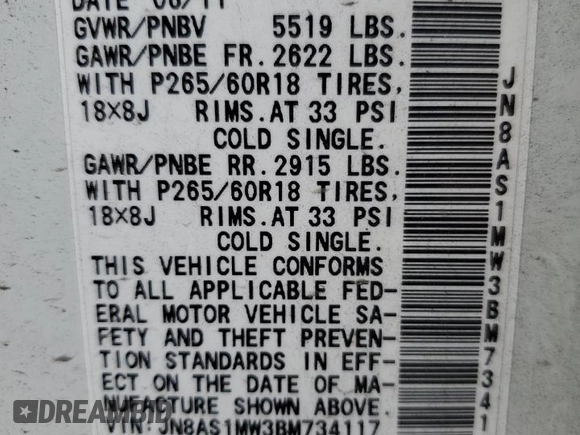 DATE 06/11
GVWR/PNBV 5519 LBS.
GAWR/PNBE FR. 2622 LBS.
WITH P265/60R18 TIRES,
18X8J RIMS.AT 33 PSI
COLD SINGLE.
GAWR/PNBE RR. 2915 LBS.
WITH P265/60R18 TIRES,
18X8J RIMS.AT 33 PSI
COLD SINGLE.
THIS VEHICLE CONFORMS
TO ALL APPLICABLE FED-
ERAL MOTOR VEHICLE SA-
FETY AND THEFT PREVEN-
TION STANDARDS IN EFF-
ECT ON THE DATE OF MA-
NUFACTURE SHOWN ABOVE.
VIN: JN8AS1MW3BM734117
JN8AS1MW3BM7341
DREAMBID